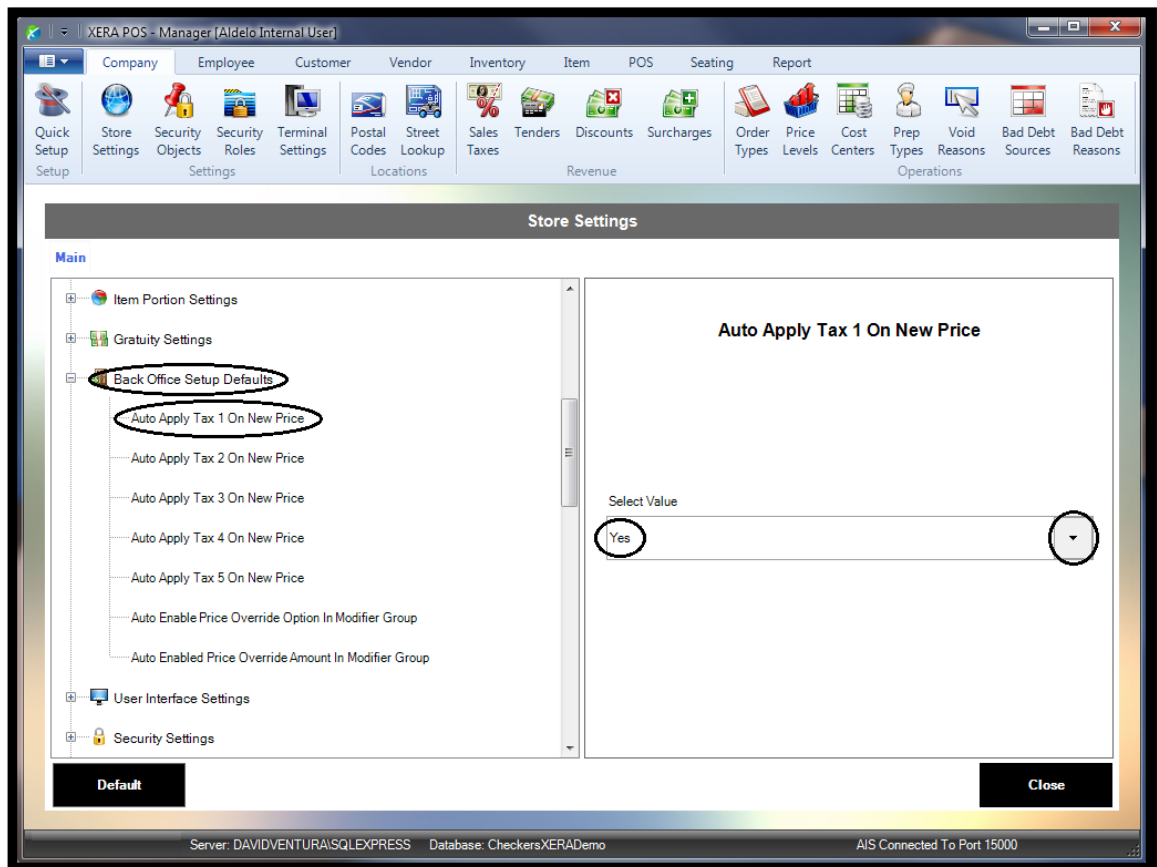 XERA POS - Manager [Aldelo Internal User]
Company Employee Customer Vendor Inventory Item POS Seating Report
Quick Setup
Store Settings
Security Objects
Security Roles
Terminal Settings
Postal Codes
Street Lookup
Sales Taxes
Tenders
Discounts
Surcharges
Order Types
Price Levels
Cost Centers
Prep Types
Void Reasons
Bad Debt Sources
Bad Debt Reasons
Setup Settings Locations Revenue Operations
Store Settings
Main
Item Portion Settings
Gratuity Settings
Back Office Setup Defaults
Auto Apply Tax 1 On New Price
Auto Apply Tax 2 On New Price
Auto Apply Tax 3 On New Price
Auto Apply Tax 4 On New Price
Auto Apply Tax 5 On New Price
Auto Enable Price Override Option In Modifier Group
Auto Enabled Price Override Amount In Modifier Group
User Interface Settings
Security Settings
Auto Apply Tax 1 On New Price
Select Value
Yes
Default
Close
Server: DAVIDVENTURA\SQLEXPRESS Database: CheckersXERADemo AIS Connected To Port 15000